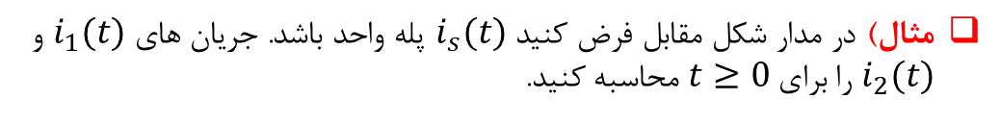 ❑ مثال) در مدار شکل مقابل فرض کنید i_s(t) پله واحد باشد. جریان های i_1(t) و
i_2(t) را برای t ≥ 0 محاسبه کنید.